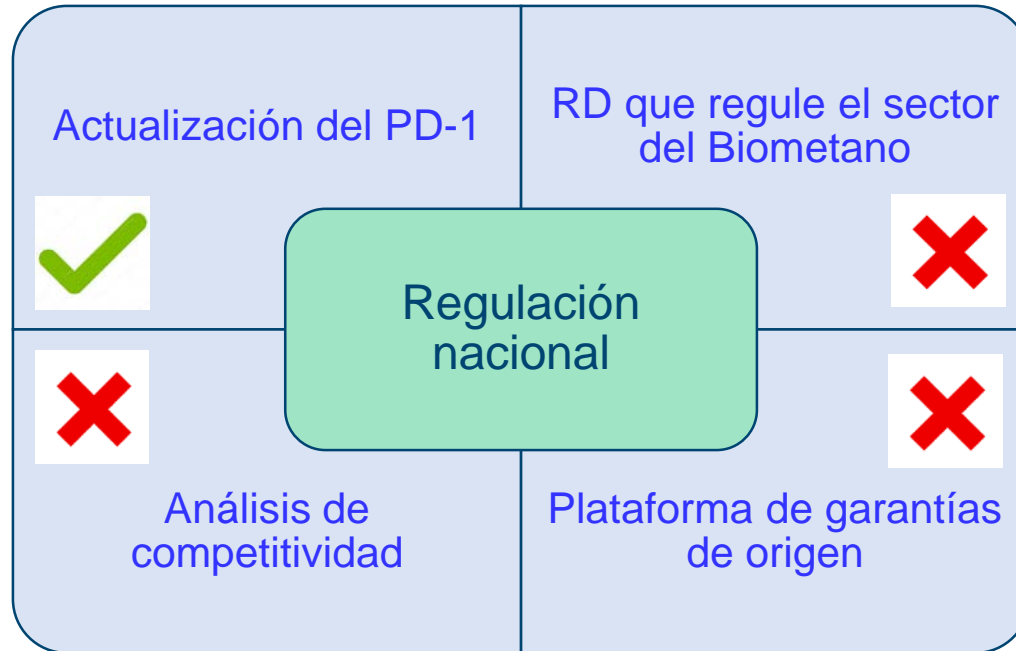 Actualización del PD-1
RD que regule el sector
del Biometano
Regulación
nacional
Análisis de
competitividad
Plataforma de garantías
de origen